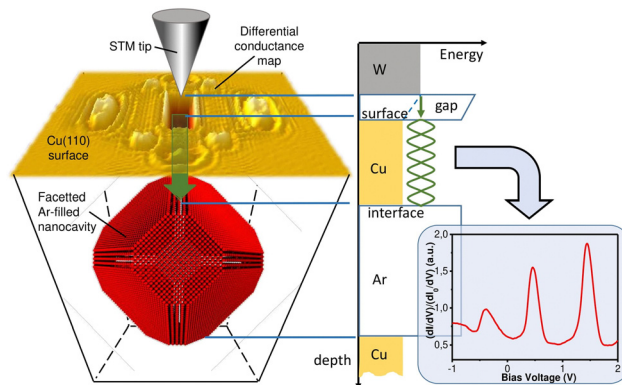 STM tip
Differential
conductance
map
Cu(110)
surface
Facetted
Ar-filled
nanocavity
Energy
W
gap
surface
Cu
interface
Ar
Cu
depth
(dI/dV)/(dI₀/dV) (a.u.)
2,0
1,5
1,0
0,5
-1
0
1
2
Bias Voltage (V)